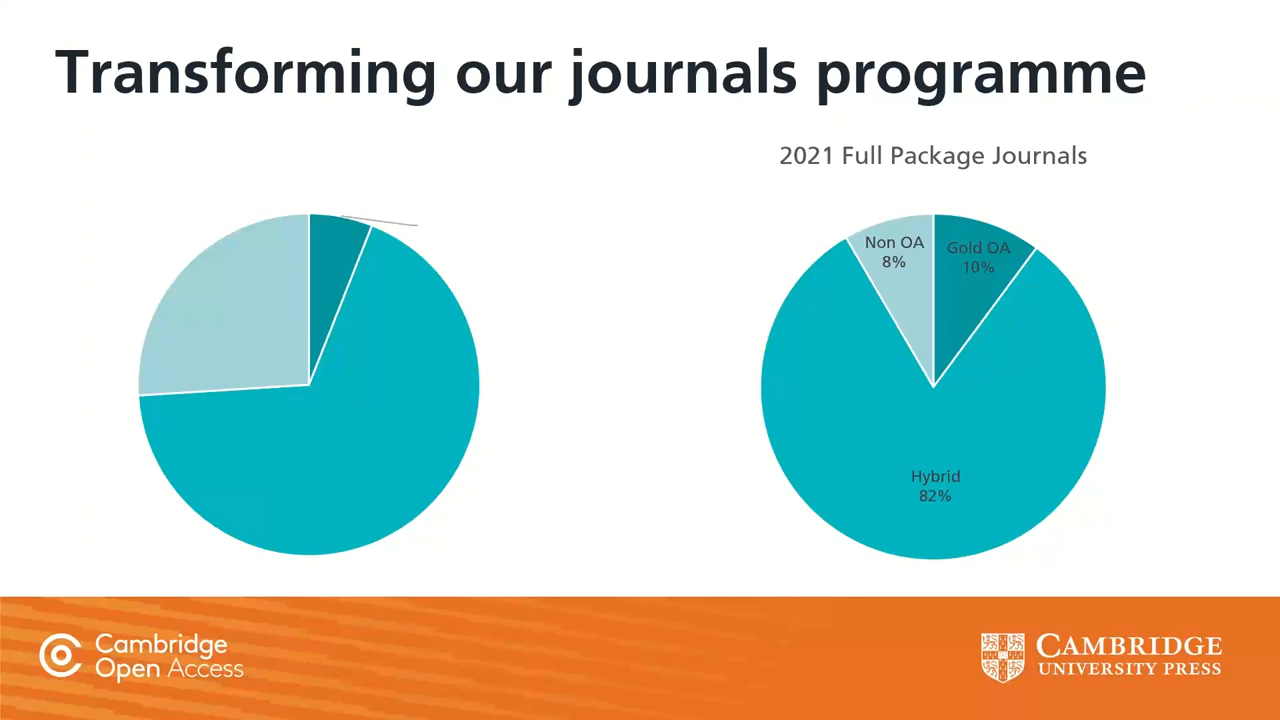 Transforming our journals programme
2021 Full Package Journals
Non OA
8%
Gold OA
10%
Hybrid
82%
Cambridge
Open Access
CAMBRIDGE
UNIVERSITY PRESS